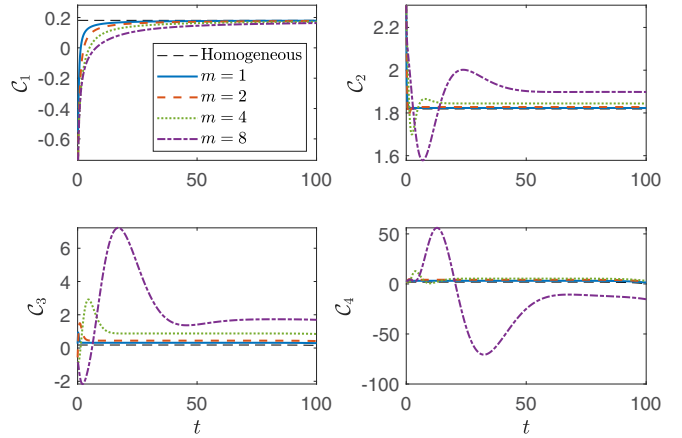 0.2
0
-0.2
-0.4
-0.6
C₁
Homogeneous
m = 1
m = 2
m = 4
m = 8
0 50 100
2.2
2
1.8
1.6
C₂
0 50 100
6
4
2
0
-2
C₃
0 50 100
t
50
0
-50
-100
C₄
0 50 100
t